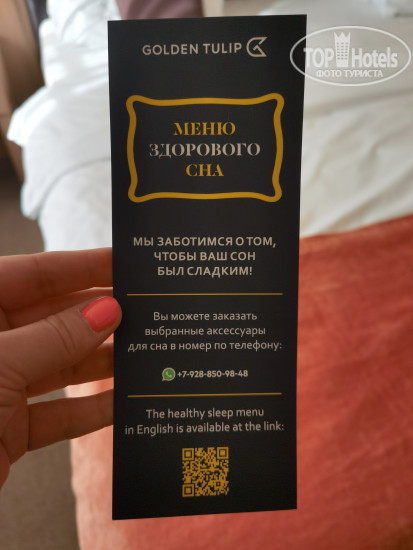 GOLDEN TULIP
TOP Hotels
ФОТО ТУРИСТА
МЕНЮ
ЗДОРОВОГО
СНА
МЫ ЗАБОТИМСЯ О ТОМ,
ЧТОБЫ ВАШ СОН
БЫЛ СЛАДКИМ!
Вы можете заказать
выбранные аксессуары
для сна в номер по телефону:
+7-928-850-98-48
The healthy sleep menu
in English is available at the link: